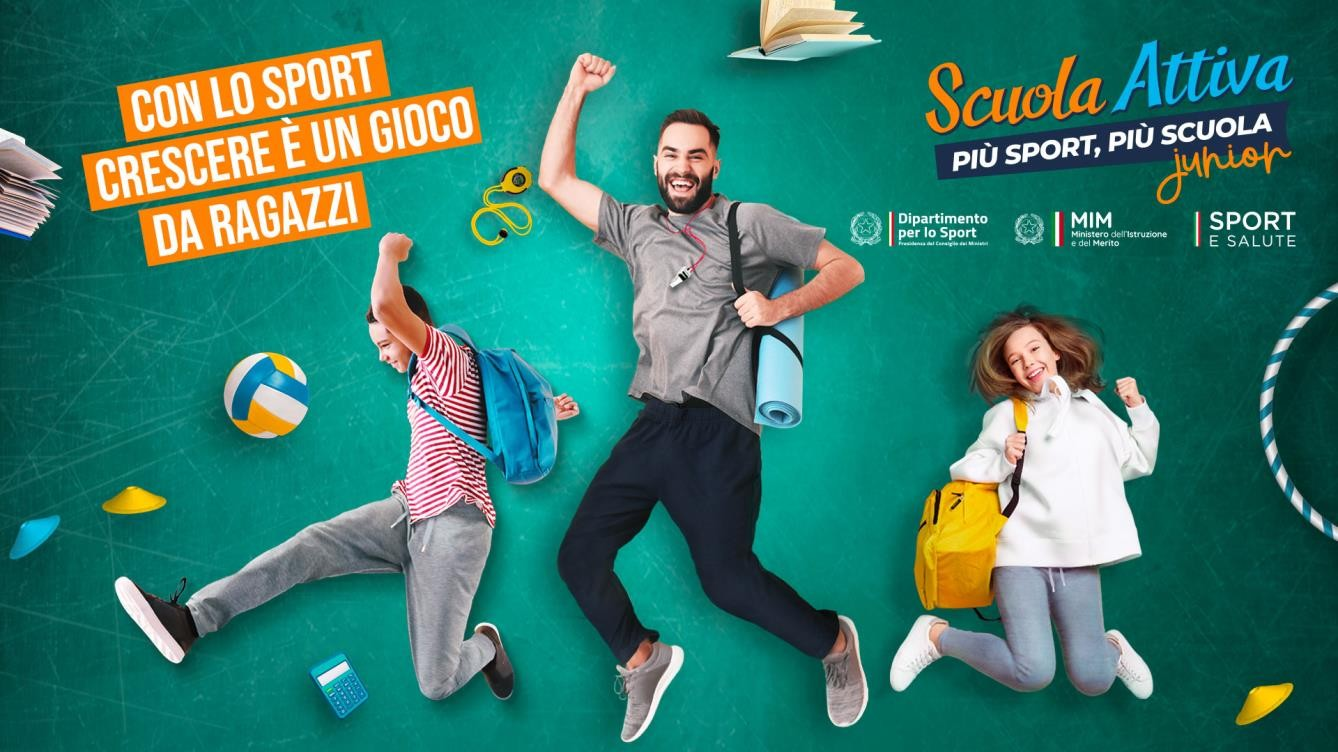 CON LO SPORT
CRESCERE È UN GIOCO
DA RAGAZZI
Scuola Attiva
PIÙ SPORT, PIÙ SCUOLA
junior
Dipartimento
per lo Sport
Presidenza del Consiglio dei Ministri
MIM
Ministero dell'Istruzione
e del Merito
SPORT
E SALUTE